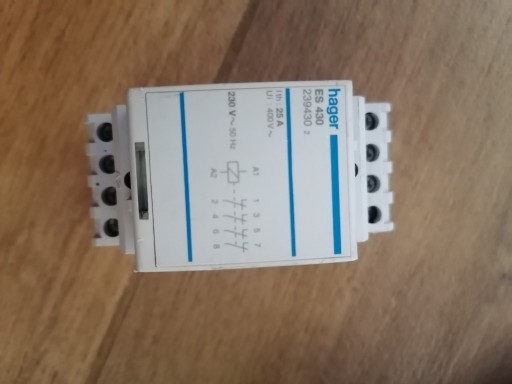 hager
ES 430
239430 2
Ith : 25 A
Ui : 400V~
230 V~ 50 Hz
A1 1 3 5 7
A2 2 4 6 8